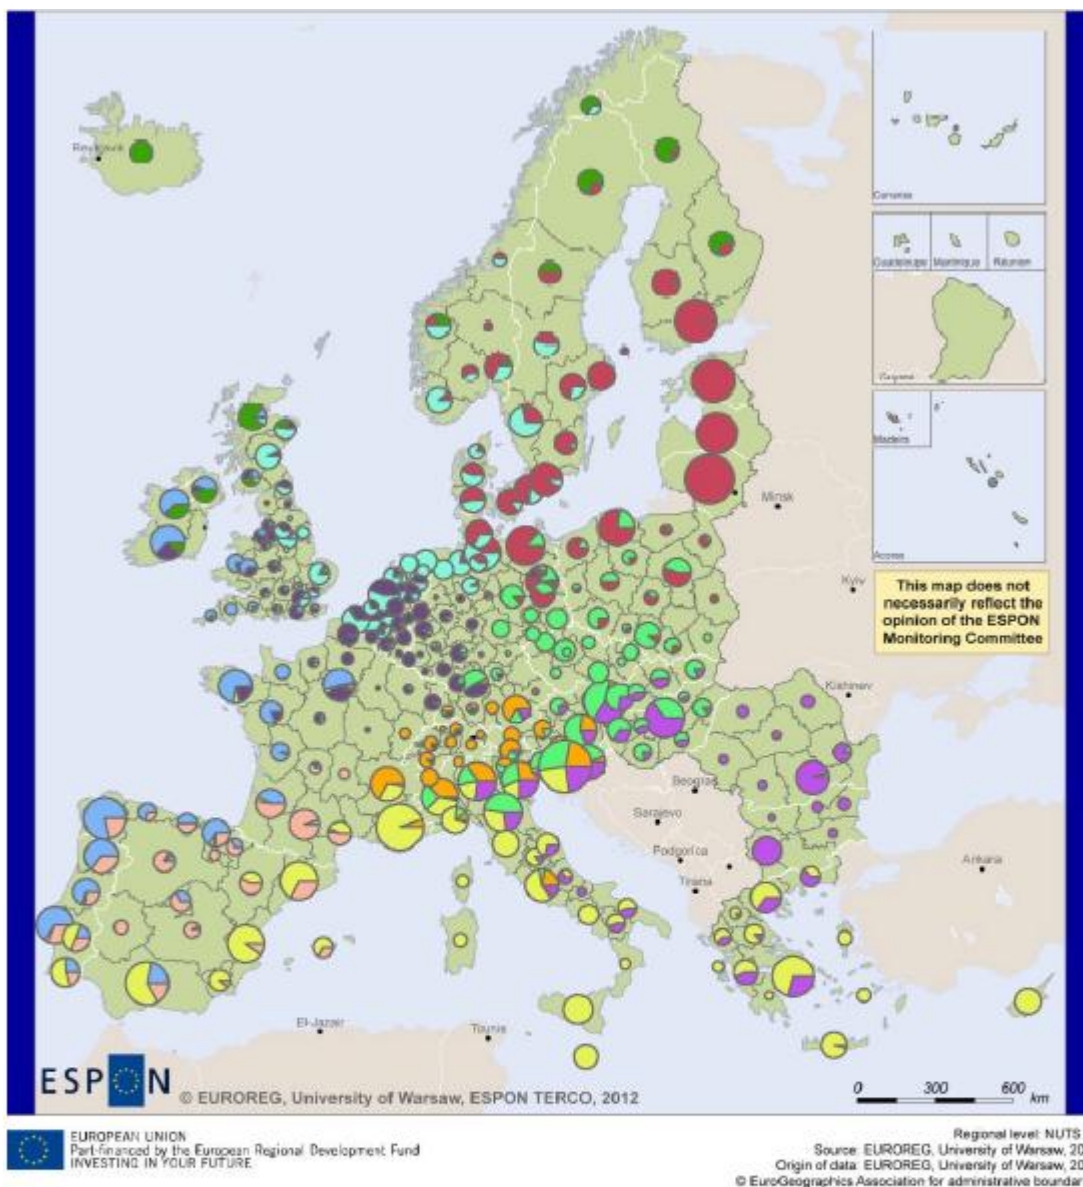 Reykjavik
Canarias
Guadeloupe
Martinique
Réunion
Guyane
Madeira
Acores
Minsk
This map does not
necessarily reflect the
opinion of the ESPON
Monitoring Committee
Kyiv
Kishinev
Beograd
Sarajevo
Podgorica
Tirana
Ankara
El-Jazair
Tounis
ESPON
© EUROREG, University of Warsaw, ESPON TERCO, 2012
0 300 600
km
EUROPEAN UNION
Part-financed by the European Regional Development Fund
INVESTING IN YOUR FUTURE
Regional level: NUTS
Source: EUROREG, University of Warsaw, 20
Origin of data: EUROREG, University of Warsaw, 20
© EuroGeographics Association for administrative boundar